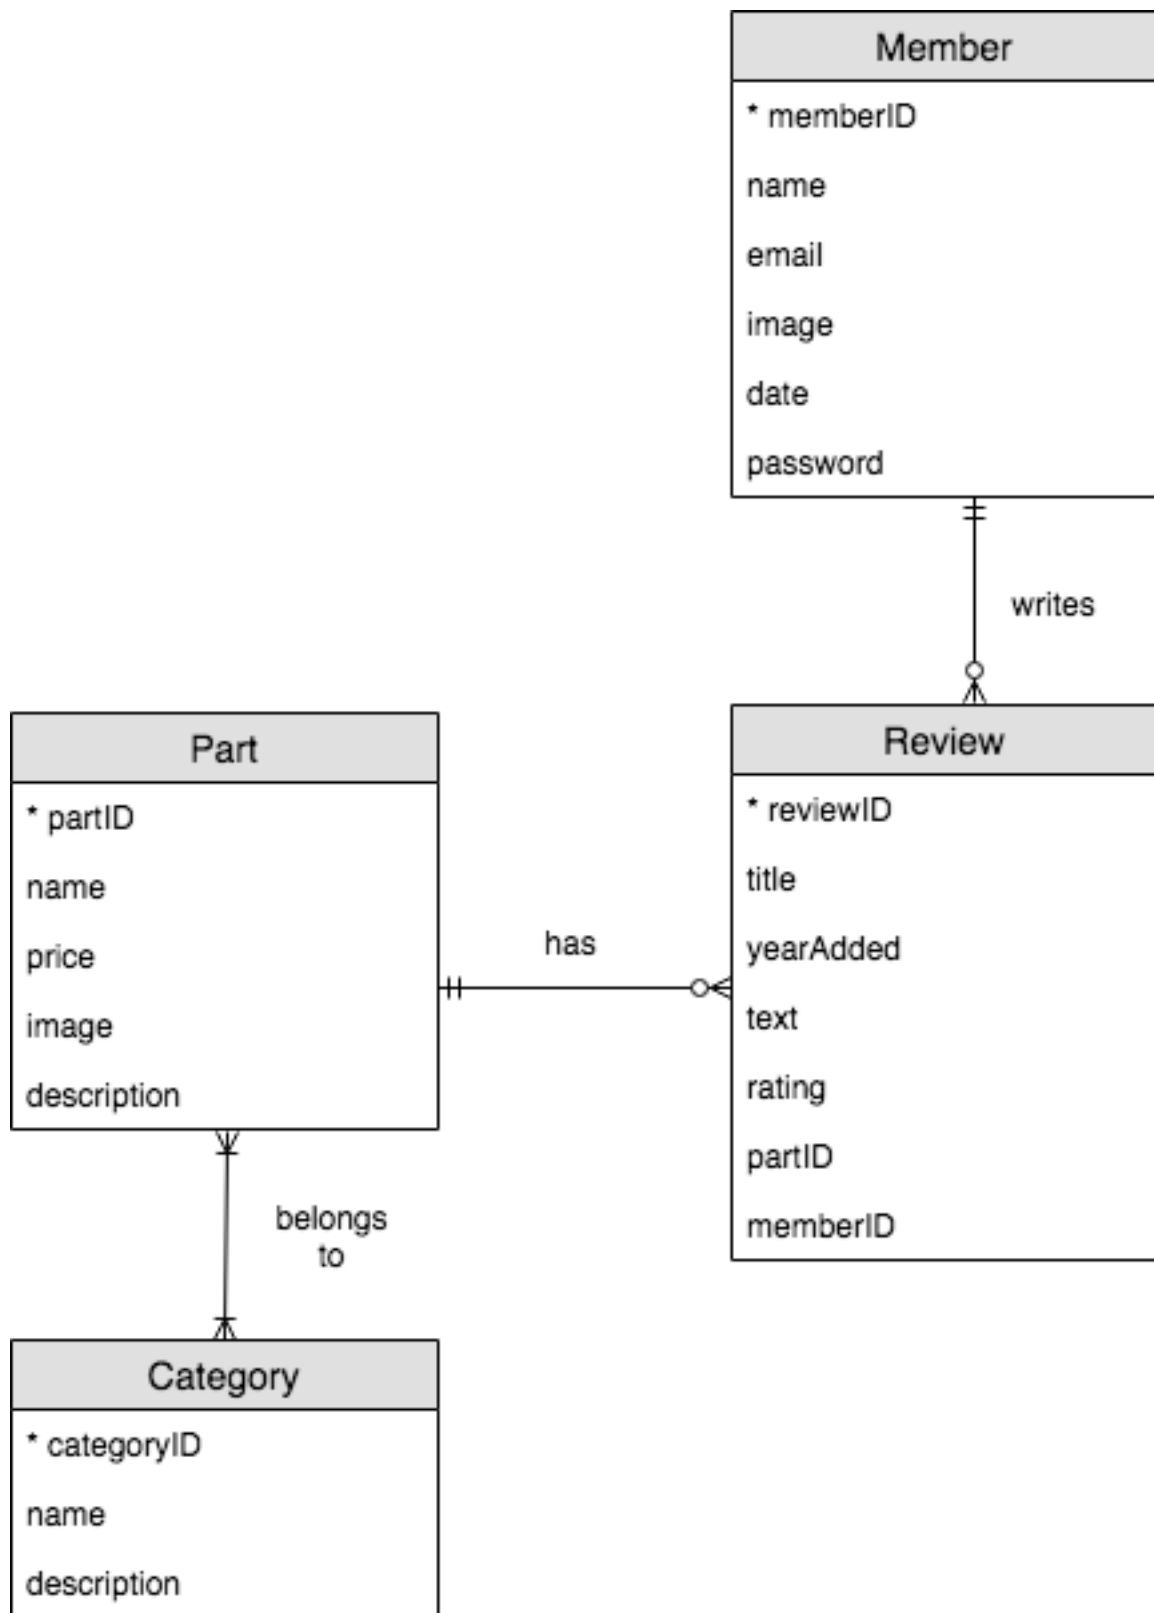 Member
* memberID
name
email
image
date
password
writes
Review
* reviewID
title
yearAdded
text
rating
partID
memberID
Part
* partID
name
price
image
description
has
belongs
to
Category
* categoryID
name
description